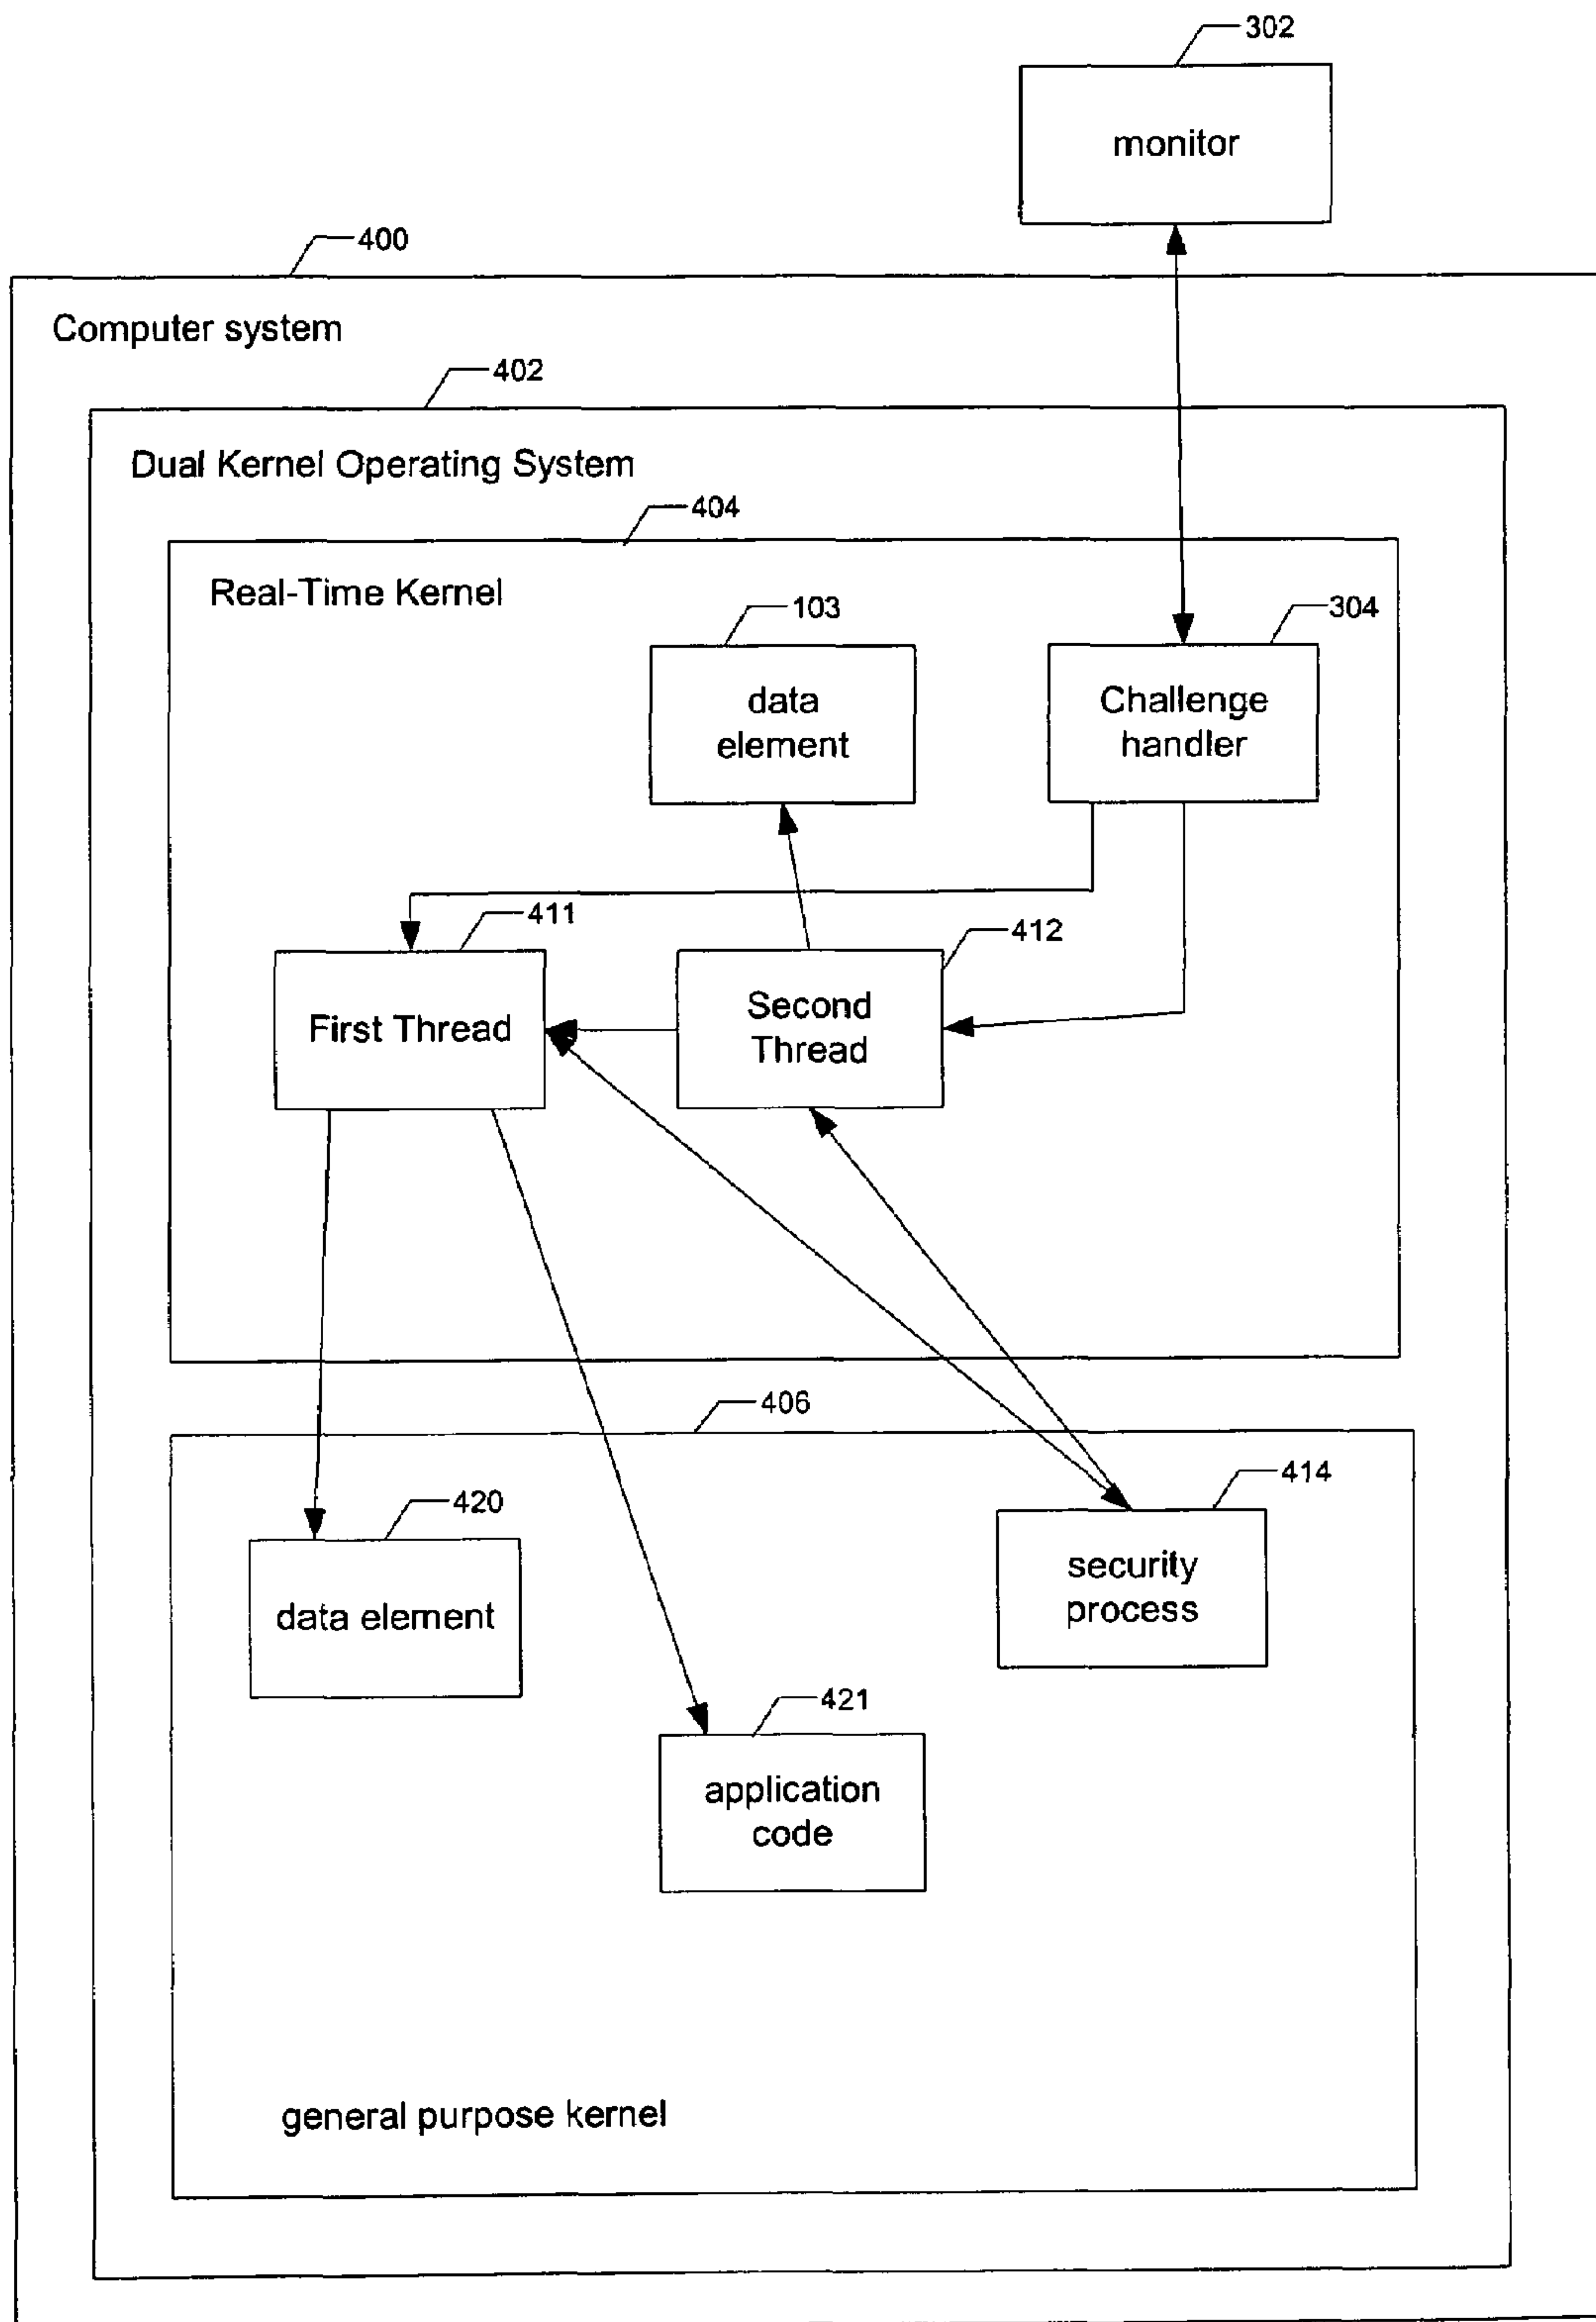 302
monitor
400
Computer system
402
Dual Kernel Operating System
404
Real-Time Kernel
103
304
data
element
Challenge
handler
411
412
First Thread
Second
Thread
406
414
420
security
process
data element
421
application
code
general purpose kernel